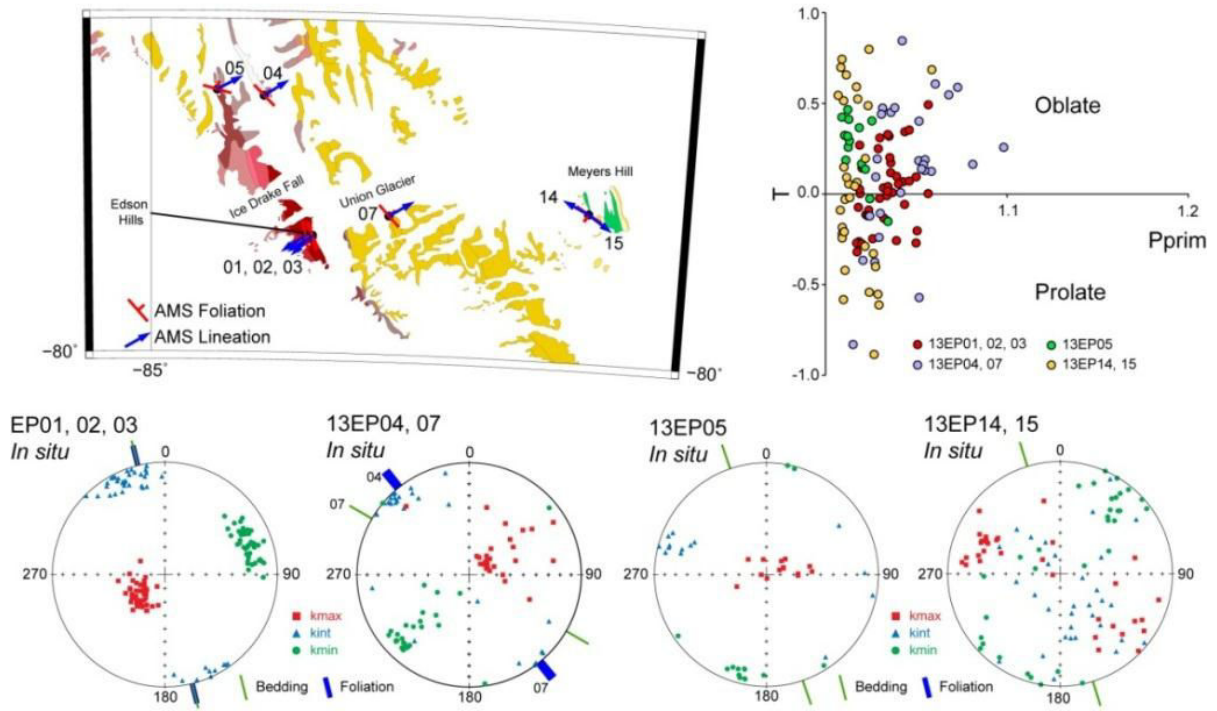 05 04
Edson
Hills
Ice Drake Fall
Union Glacier
Meyers Hill
07
14
15
01, 02, 03
AMS Foliation
AMS Lineation
−80˚
−85˚
−80˚
1.0
0.5
0.0
-0.5
-1.0
T
Oblate
1.1
1.2
Pprim
Prolate
13EP01, 02, 03
13EP05
13EP04, 07
13EP14, 15
EP01, 02, 03
In situ
0
270
90
180
kmax
kint
kmin
Bedding
Foliation
13EP04, 07
In situ
0
04
07
270
90
180
07
13EP05
In situ
0
270
90
180
kmax
kint
kmin
Bedding
Foliation
13EP14, 15
In situ
0
270
90
180